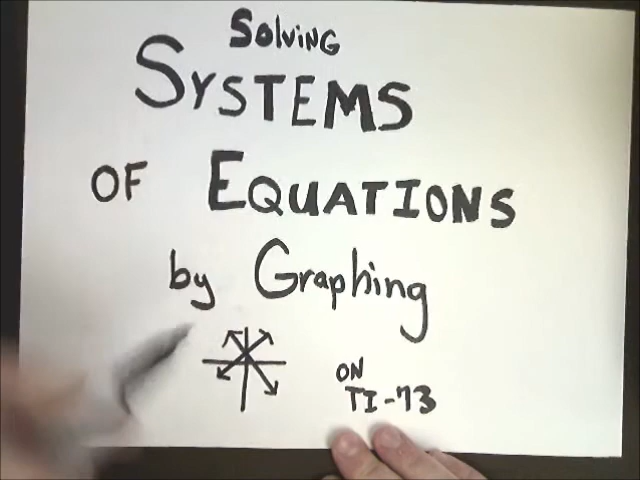 Solving
SYSTEMS
OF EQUATIONS
by Graphing
ON
TI-73